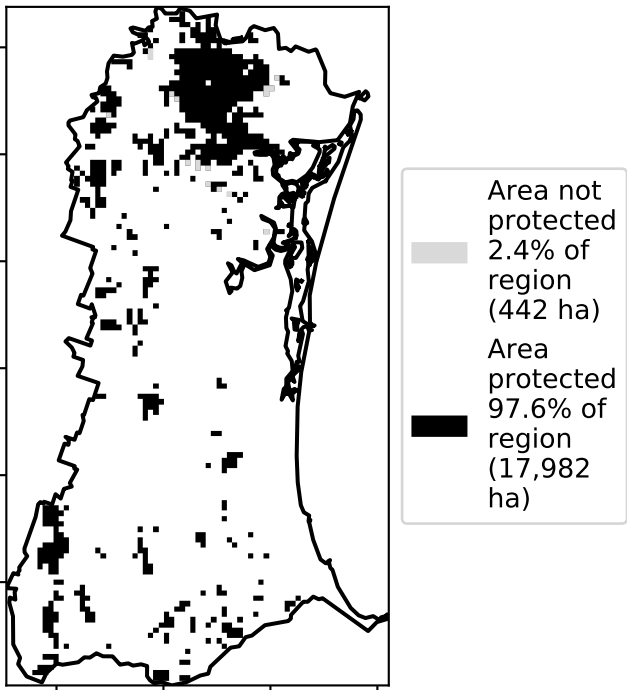 Area not
protected
2.4% of
region
(442 ha)
Area
protected
97.6% of
region
(17,982
ha)